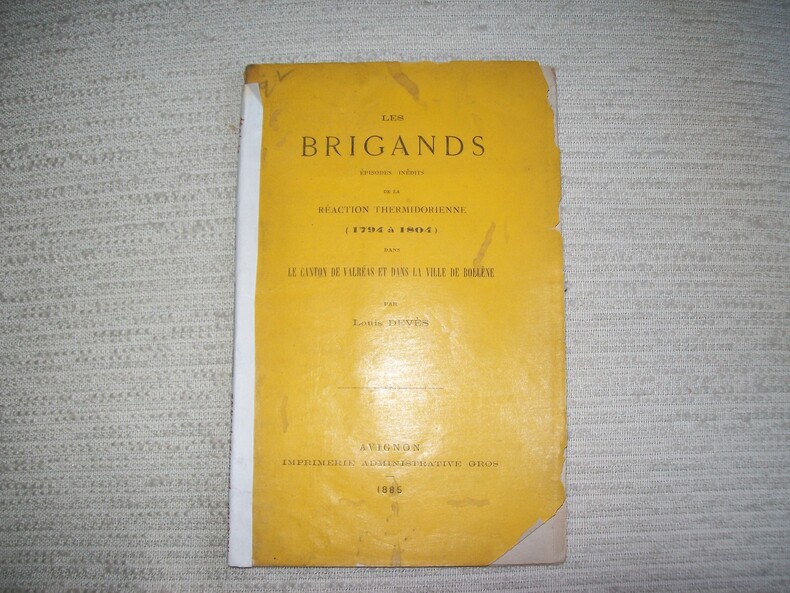 LES
BRIGANDS
ÉPISODES INÉDITS
DE LA
RÉACTION THERMIDORIENNE
(1794 à 1804)
DANS
LE CANTON DE VALRÉAS ET DANS LA VILLE DE BOLLÈNE
PAR
Louis DEVÈS
AVIGNON
IMPRIMERIE ADMINISTRATIVE GROS
1885